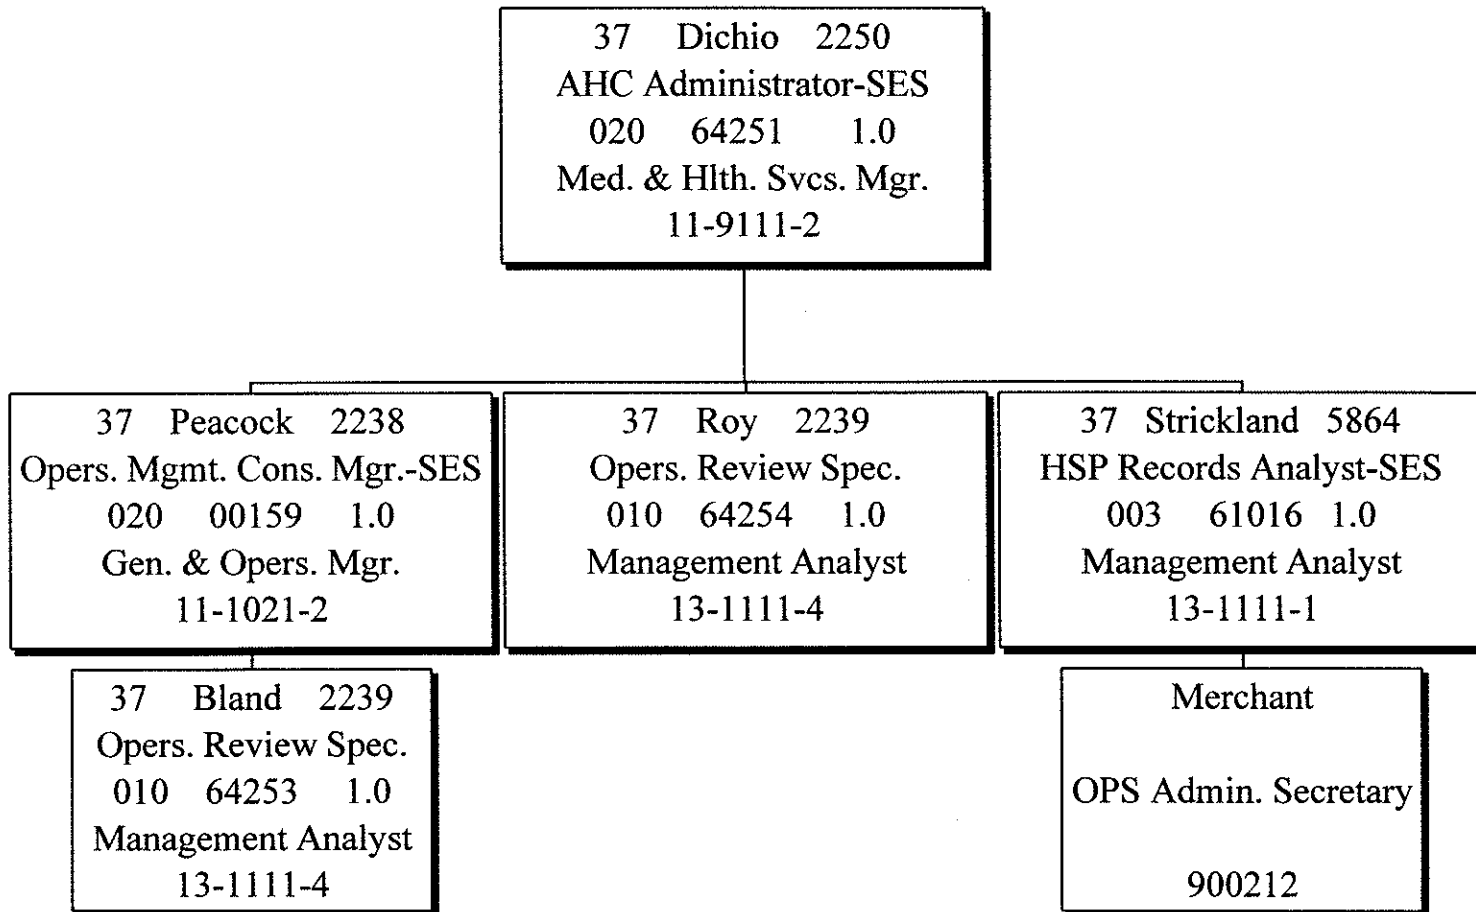 37 Dichio 2250
AHC Administrator-SES
020 64251 1.0
Med. & Hlth. Svcs. Mgr.
11-9111-2
37 Peacock 2238
Opers. Mgmt. Cons. Mgr.-SES
020 00159 1.0
Gen. & Opers. Mgr.
11-1021-2
37 Roy 2239
Opers. Review Spec.
010 64254 1.0
Management Analyst
13-1111-4
37 Strickland 5864
HSP Records Analyst-SES
003 61016 1.0
Management Analyst
13-1111-1
37 Bland 2239
Opers. Review Spec.
010 64253 1.0
Management Analyst
13-1111-4
Merchant
OPS Admin. Secretary
900212